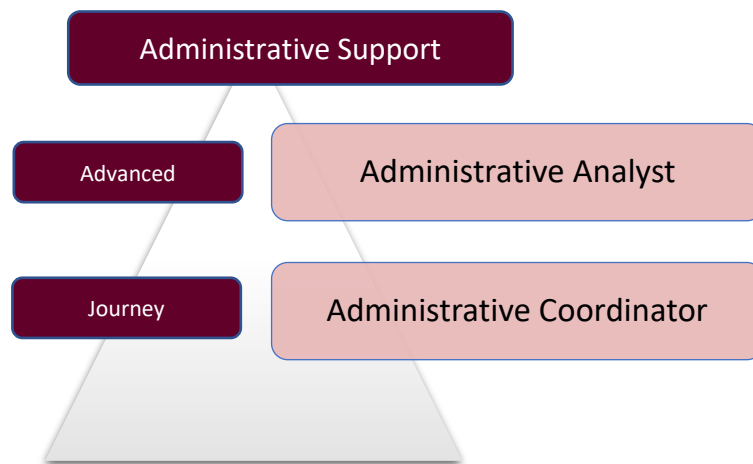 Administrative Support
Advanced
Administrative Analyst
Journey
Administrative Coordinator